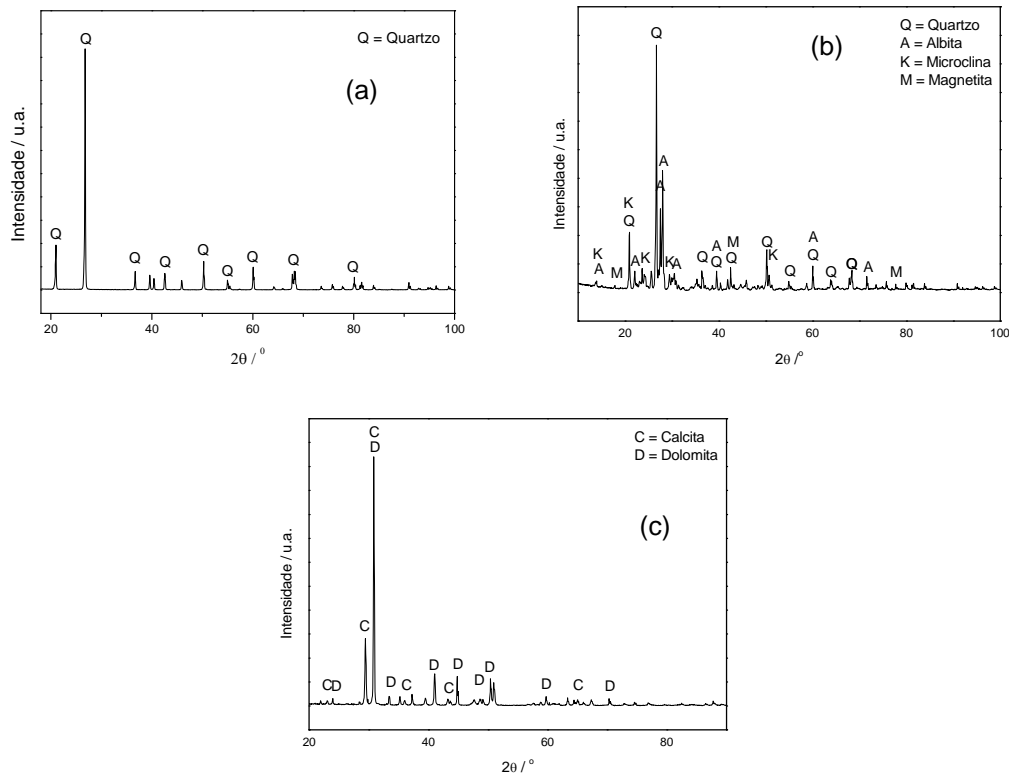 Q
Q = Quartzo
(a)
Q
Q
Q
Q
Q
Q
Q
Q
Intensidade / u.a.
20 40 60 80 100
2θ / °
Q
Q = Quartzo
A = Albita
K = Microclina
M = Magnetita
(b)
A
A
K
Q
K
A
M
A
K
K
A
Q
A
Q
M
Q
Q
K
Q
A
Q
Q
Q
A
M
Intensidade / u.a.
20 40 60 80 100
2θ /°
C
D
C = Calcita
D = Dolomita
(c)
C
C
D
D
C
D
C
D
D
D
D
C
D
Intensidade / u.a.
20 40 60 80
2θ / °